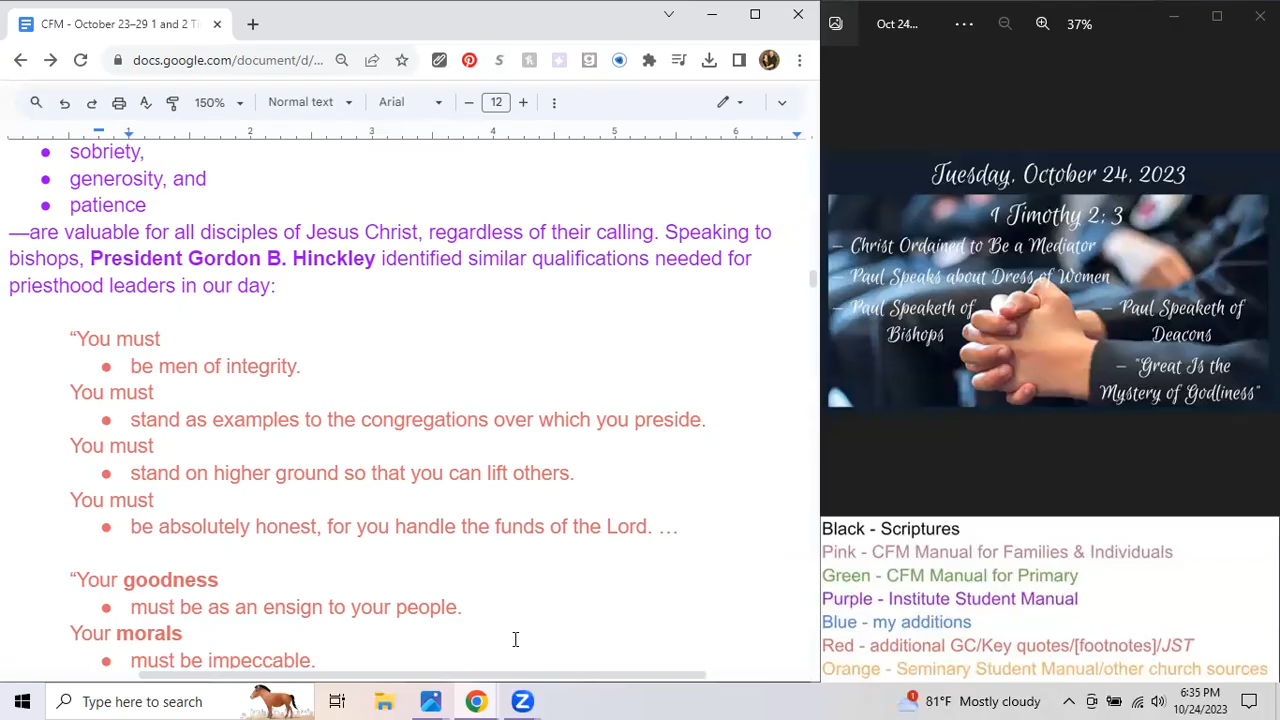 CFM - October 23–29 1 and 2 Ti
docs.google.com/document/d/...
150%
Normal text
Arial
12
1
2
3
4
5
6
● sobriety,
● generosity, and
● patience
—are valuable for all disciples of Jesus Christ, regardless of their calling. Speaking to
bishops, President Gordon B. Hinckley identified similar qualifications needed for
priesthood leaders in our day:
“You must
● be men of integrity.
You must
● stand as examples to the congregations over which you preside.
You must
● stand on higher ground so that you can lift others.
You must
● be absolutely honest, for you handle the funds of the Lord. …
“Your goodness
● must be as an ensign to your people.
Your morals
● must be impeccable.
Oct 24...
37%
Tuesday, October 24, 2023
1 Timothy 2; 3
– Christ Ordained to Be a Mediator
– Paul Speaks about Dress of Women
– Paul Speaketh of
Bishops
– Paul Speaketh of
Deacons
– "Great Is the
Mystery of Godliness"
Black - Scriptures
Pink - CFM Manual for Families & Individuals
Green - CFM Manual for Primary
Purple - Institute Student Manual
Blue - my additions
Red - additional GC/Key quotes/[footnotes]/JST
Orange - Seminary Student Manual/other church sources
Type here to search
81°F Mostly cloudy
6:35 PM
10/24/2023